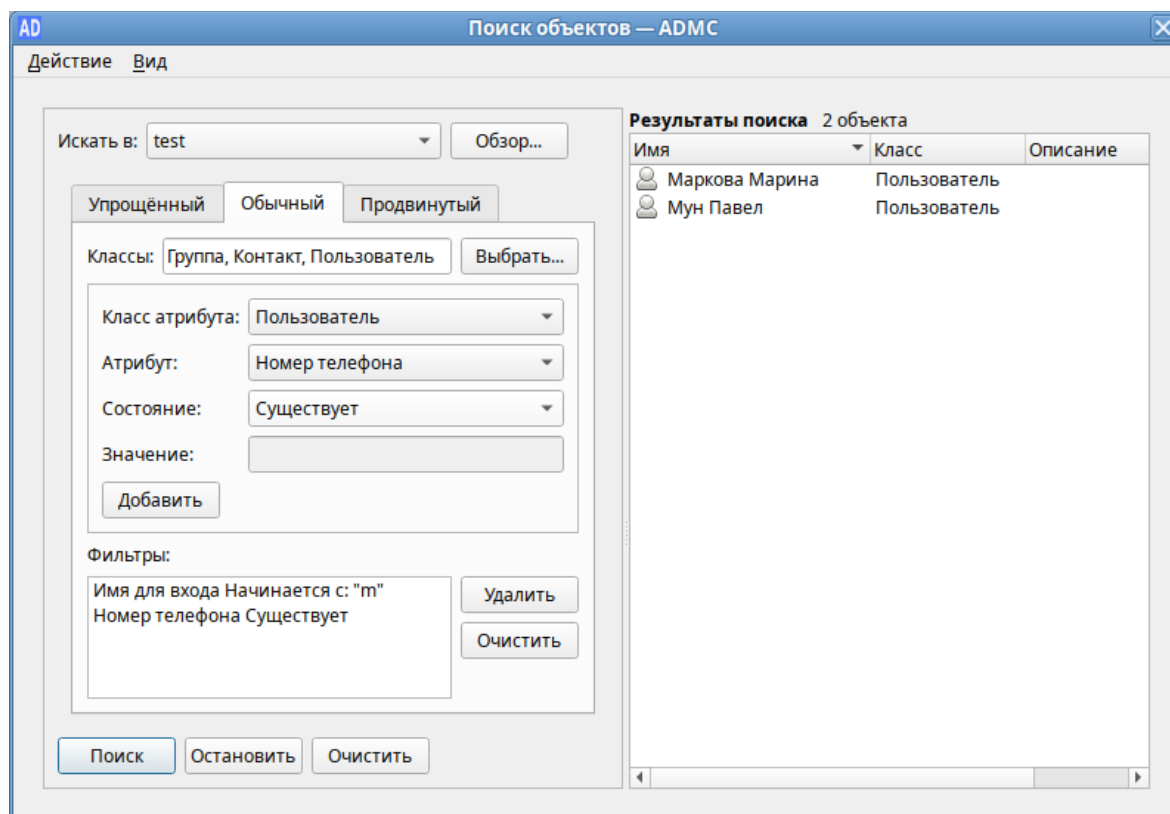 AD Поиск объектов — ADMC
Действие Вид
Искать в: test Обзор...
Упрощённый Обычный Продвинутый
Классы: Группа, Контакт, Пользователь Выбрать...
Класс атрибута: Пользователь
Атрибут: Номер телефона
Состояние: Существует
Значение:
Добавить
Фильтры:
Имя для входа Начинается с: "m"
Номер телефона Существует
Удалить
Очистить
Поиск Остановить Очистить
Результаты поиска 2 объекта
Имя Класс Описание
Маркова Марина Пользователь
Мун Павел Пользователь